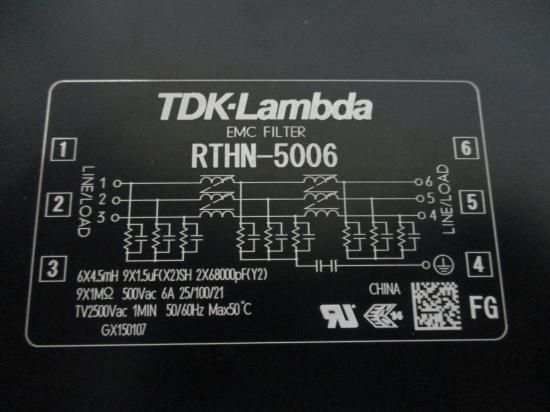 TDK-Lambda
EMC FILTER
RTHN-5006
1
2
3
LINE/LOAD
1
2
3
6
5
4
LINE/LOAD
6
5
4
6X4.5mH 9X1.5uF(X2)SH 2X68000pF(Y2)
9X1MΩ 500Vac 6A 25/100/21
TV2500Vac 1MIN 50/60Hz Max50°C
GX150107
CHINA
FG